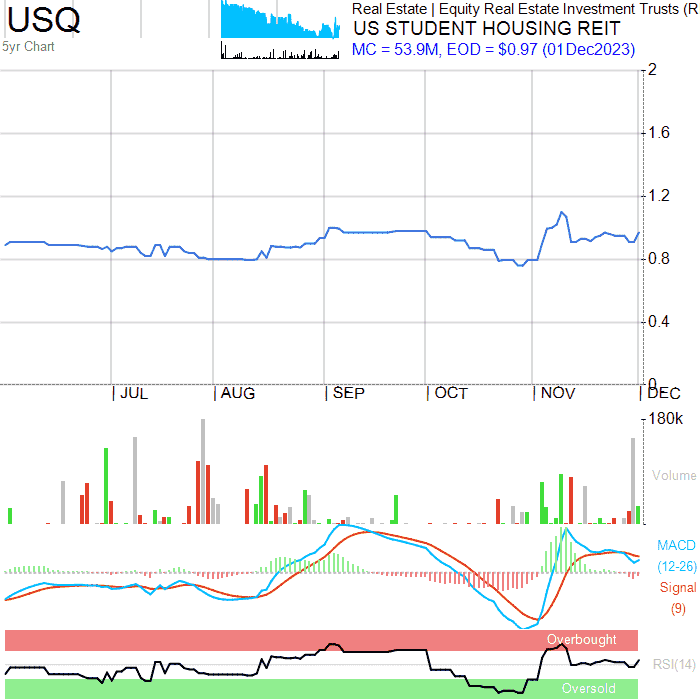 USQ
5yr Chart
Real Estate | Equity Real Estate Investment Trusts (R
US STUDENT HOUSING REIT
MC = 53.9M, EOD = $0.97 (01Dec2023)
2
1.6
1.2
0.8
0.4
0
| JUL | AUG | SEP | OCT | NOV | DEC
180k
Volume
MACD
(12-26)
Signal
(9)
Overbought
RSI(14)
Oversold